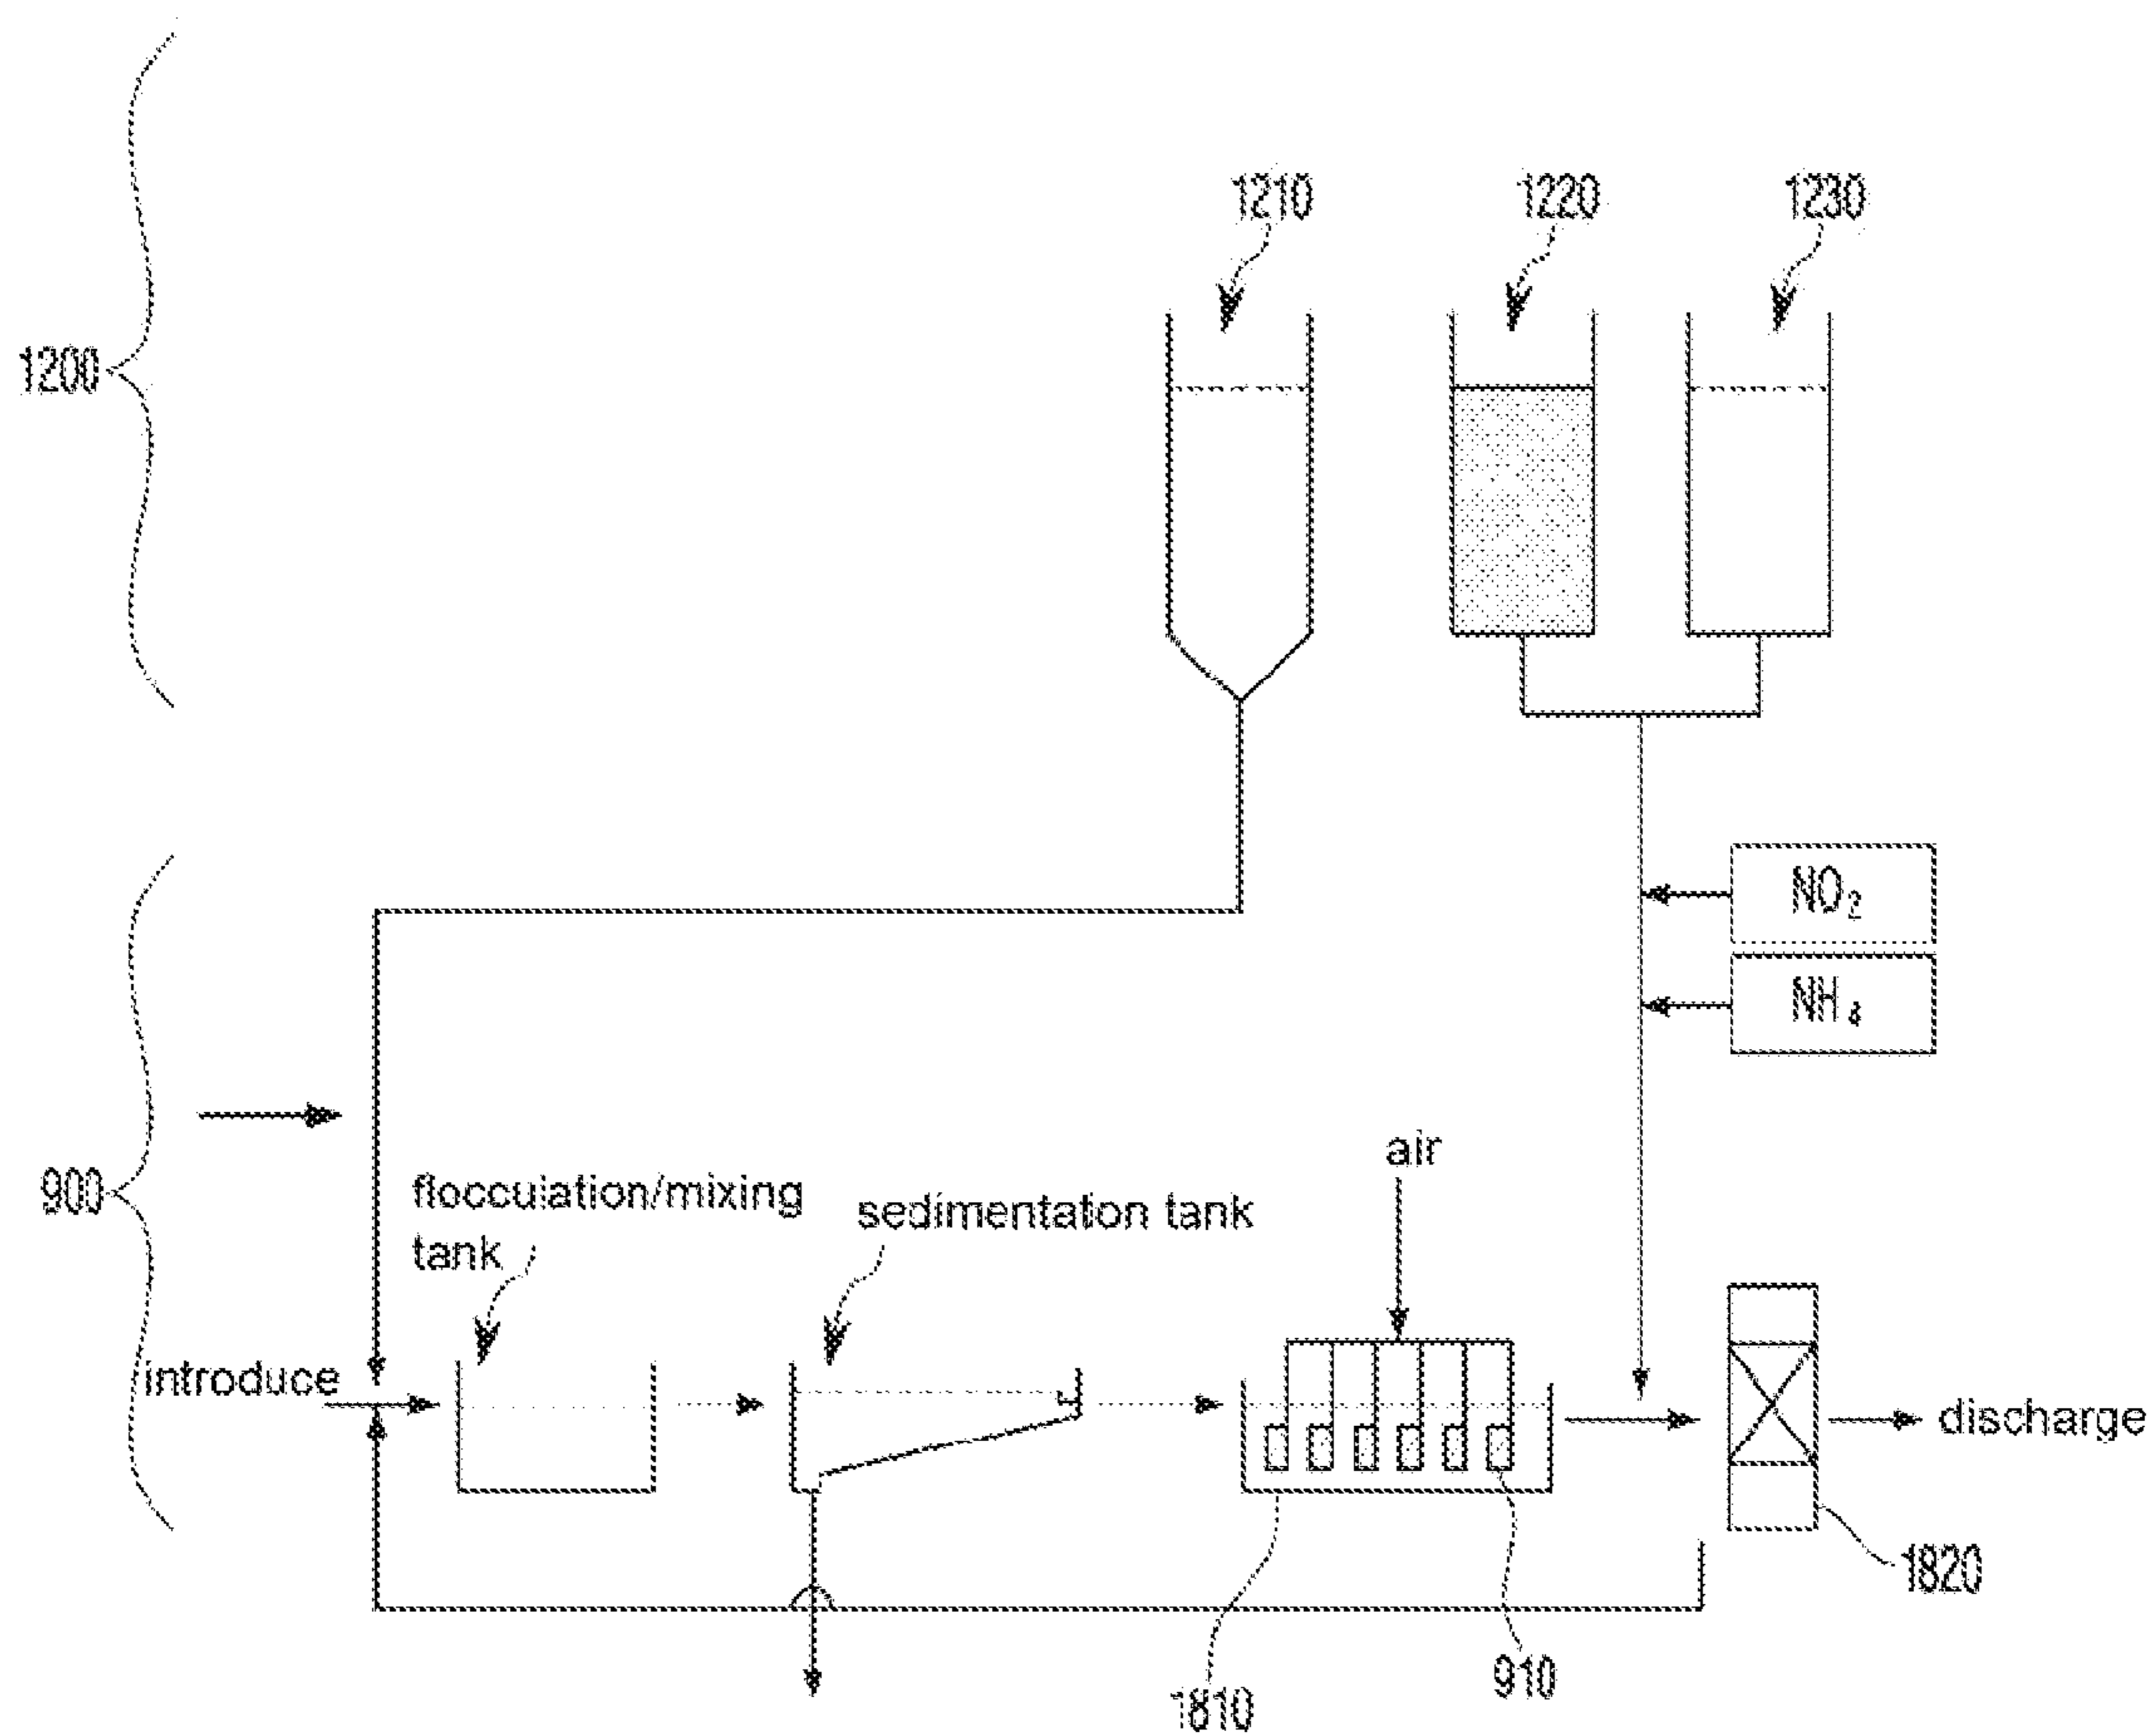 1210
1220
1230
1200
NO2
NH4
air
900
flocculation/mixing
tank
sedimentation tank
introduce
discharge
1820
910
1810